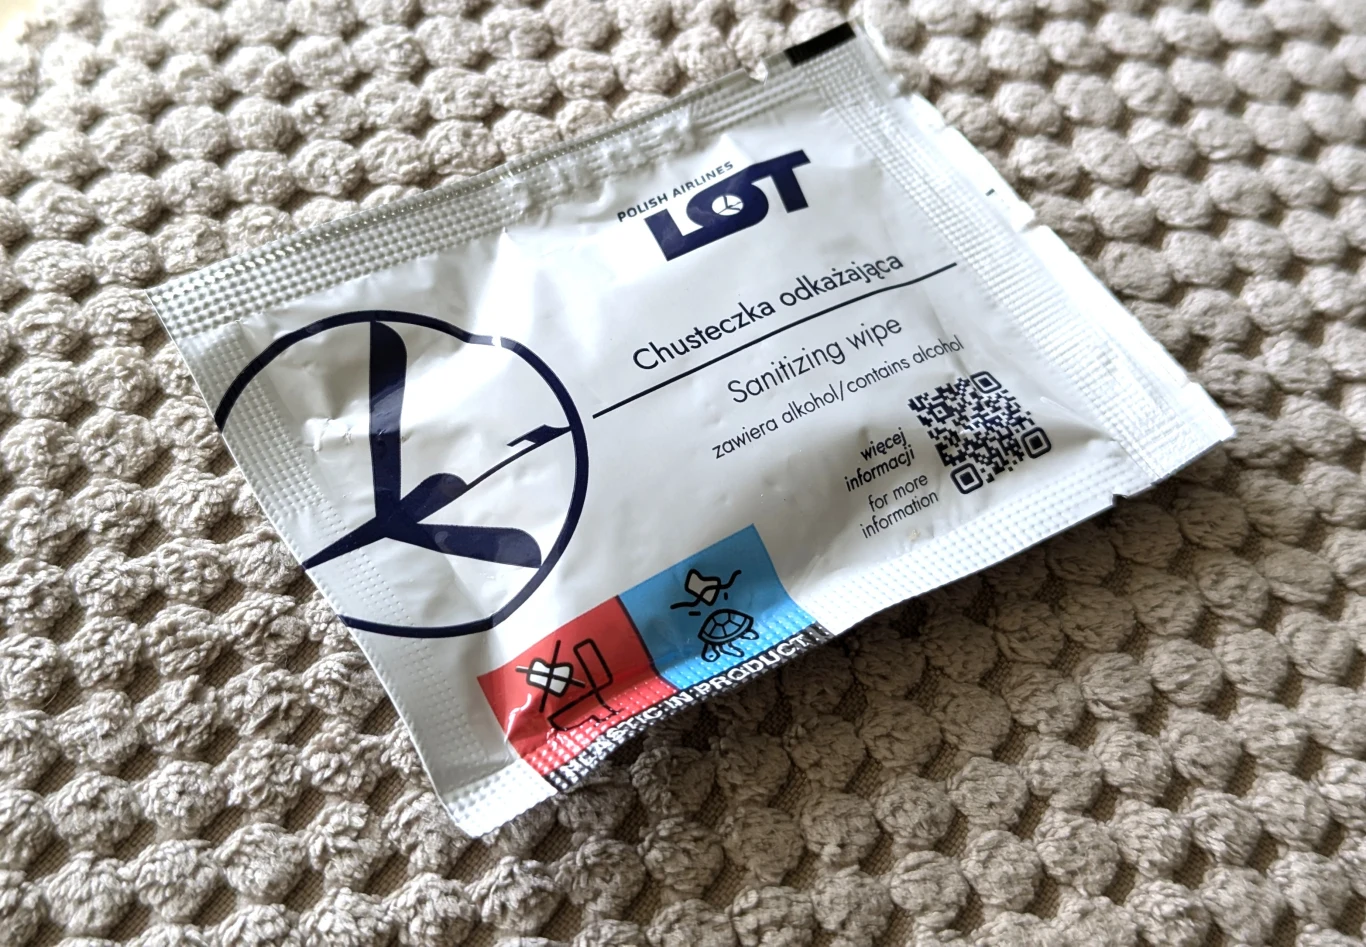 POLISH AIRLINES
LOT
Chusteczka odkażająca
Sanitizing wipe
zawiera alkohol/contains alcohol
więcej
informacji
for more
information
PLASTIC IN PRODUCT